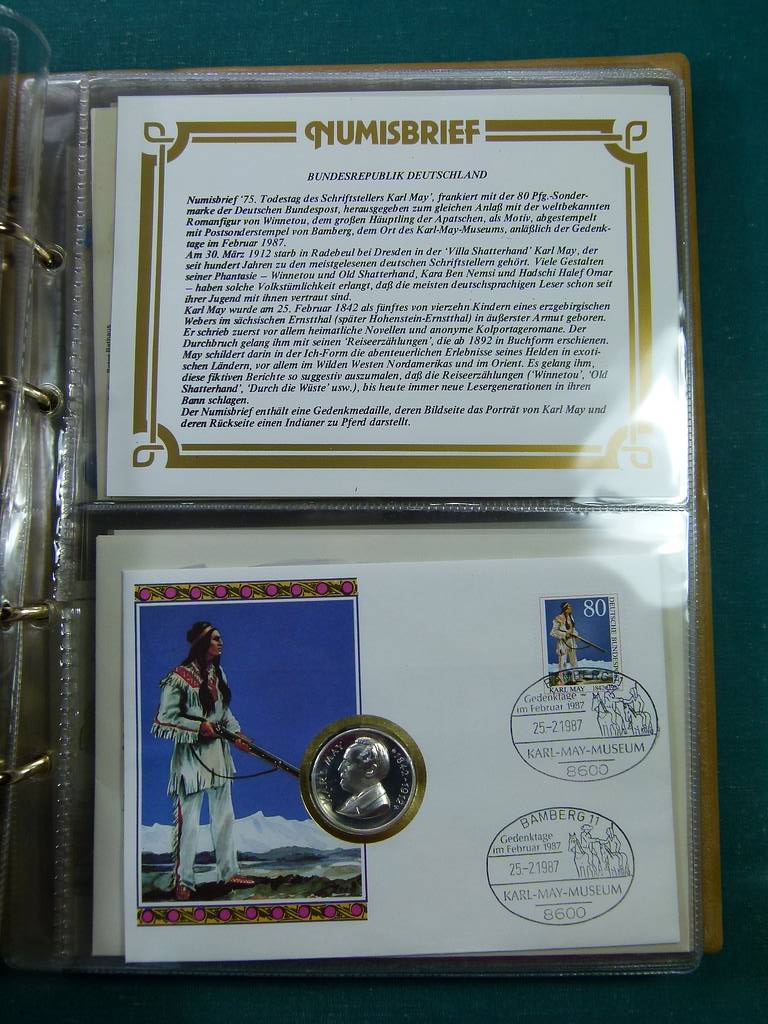 NUMISBRIEF
BUNDESREPUBLIK DEUTSCHLAND
Numisbrief '75. Todestag des Schriftstellers Karl May', frankiert mit der 80 Pfg.-Sonder-
marke der Deutschen Bundespost, herausgegeben zum gleichen Anlaß mit der weltbekannten
Romanfigur von Winnetou, dem großen Häuptling der Apatschen, als Motiv, abgestempelt
mit Postsonderstempel von Bamberg, dem Ort des Karl-May-Museums, anläßlich der Gedenk-
tage im Februar 1987.
Am 30. März 1912 starb in Radebeul bei Dresden in der 'Villa Shatterhand' Karl May, der
seit hundert Jahren zu den meistgelesenen deutschen Schriftstellern gehört. Viele Gestalten
seiner Phantasie – Winnetou und Old Shatterhand, Kara Ben Nemsi und Hadschi Halef Omar
– haben solche Volkstümlichkeit erlangt, daß die meisten deutschsprachigen Leser schon seit
ihrer Jugend mit ihnen vertraut sind.
Karl May wurde am 25. Februar 1842 als fünftes von vierzehn Kindern eines erzgebirgischen
Webers im sächsischen Ernstthal (später Hohenstein-Ernstthal) in äußerster Armut geboren.
Er schrieb zuerst vor allem heimatliche Novellen und anonyme Kolportageromane. Der
Durchbruch gelang ihm mit seinen 'Reiseerzählungen', die ab 1892 in Buchform erschienen.
May schildert darin in der Ich-Form die abenteuerlichen Erlebnisse seines Helden in exoti-
schen Ländern, vor allem im Wilden Westen Nordamerikas und im Orient. Es gelang ihm,
diese fiktiven Berichte so suggestiv auszumalen, daß die Reiseerzählungen ('Winnetou', 'Old
Shatterhand', 'Durch die Wüste' usw.), bis heute immer neue Lesergenerationen in ihren
Bann schlagen.
Der Numisbrief enthält eine Gedenkmedaille, deren Bildseite das Porträt von Karl May und
deren Rückseite einen Indianer zu Pferd darstellt.
80
DEUTSCHE BUNDESPOST
KARL MAY 1842-1912
Gedenktage
im Februar 1987
25.-2.1987
KARL-MAY-MUSEUM
8600
KARL MAY 1842-1912
BAMBERG 11
Gedenktage
im Februar 1987
25.-2.1987
KARL-MAY-MUSEUM
8600